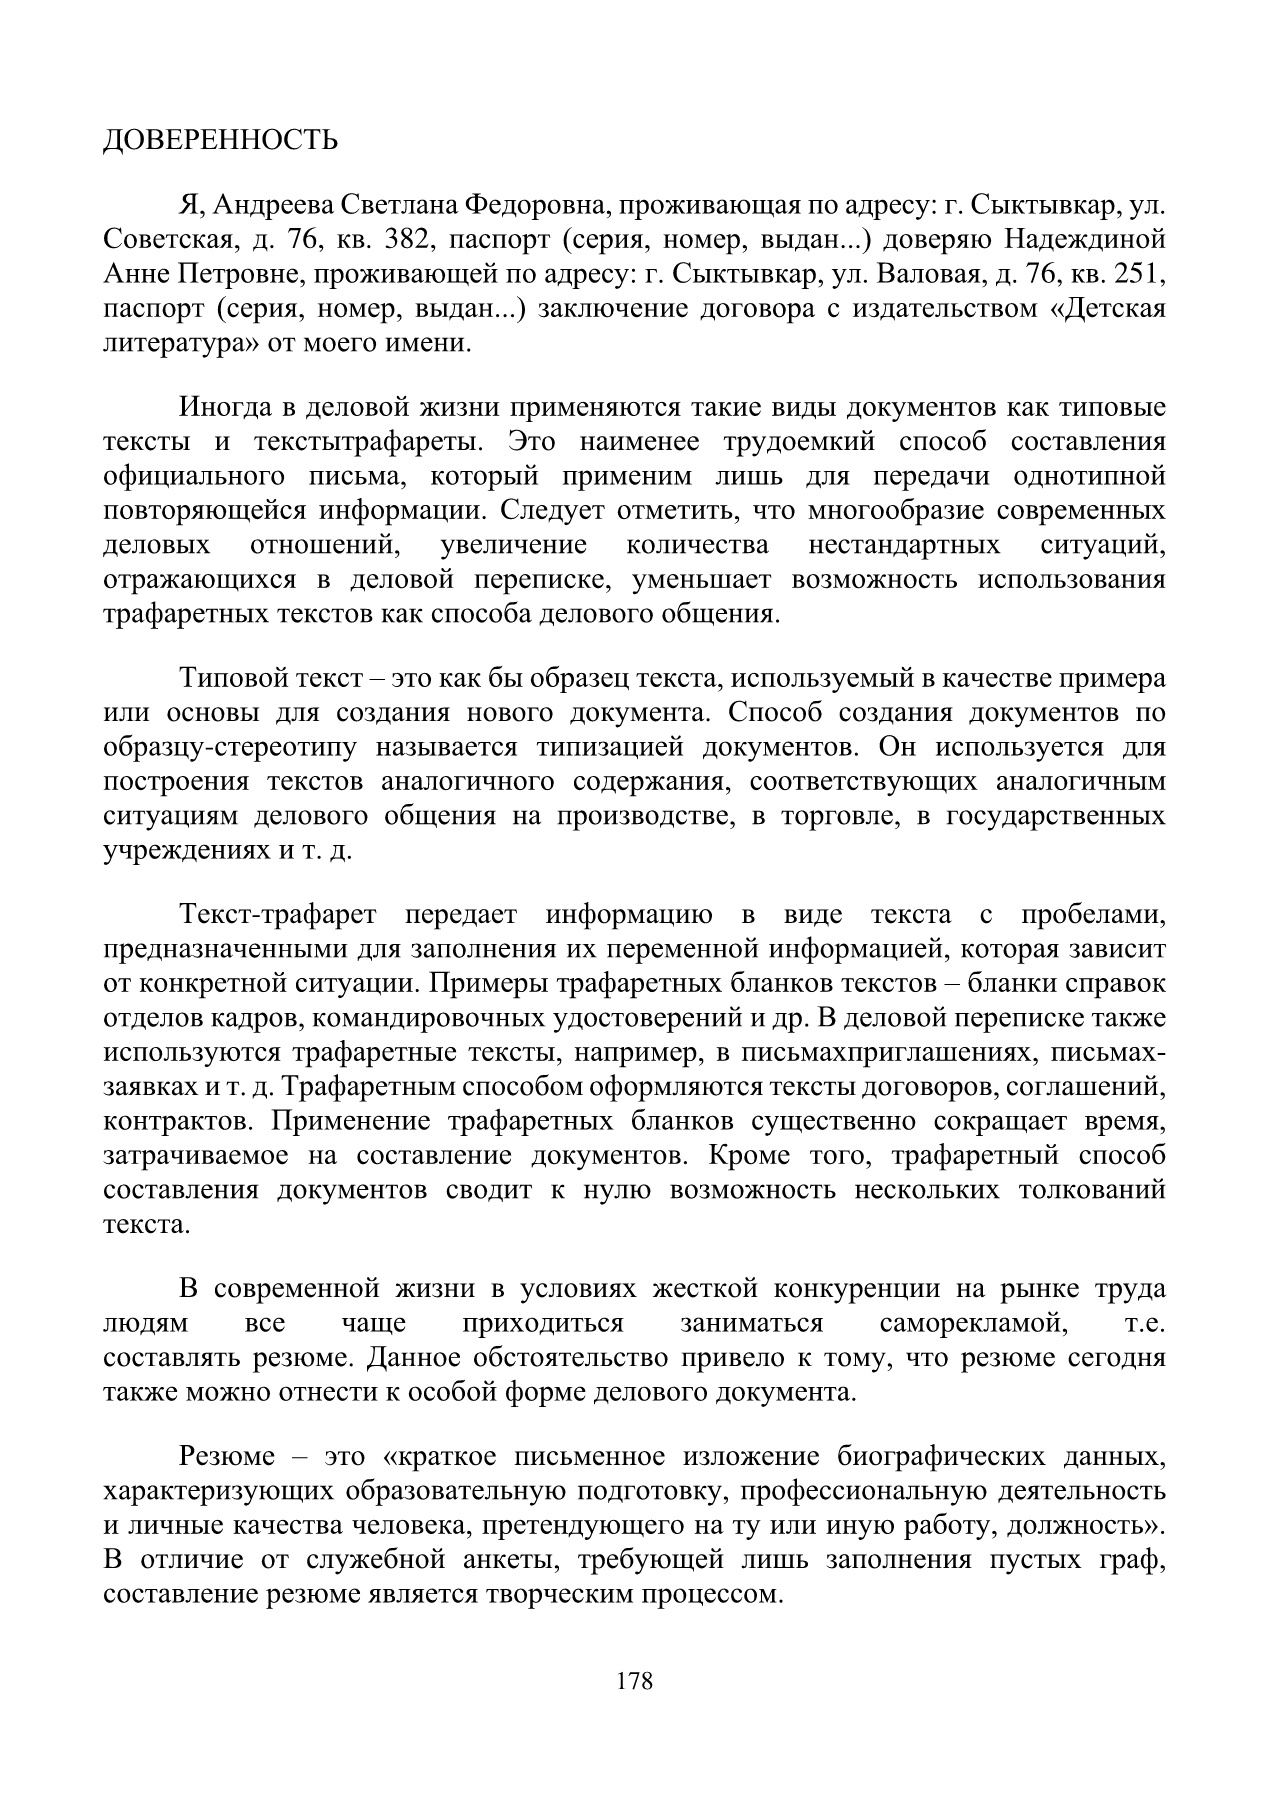 ДОВЕРЕННОСТЬ
Я, Андреева Светлана Федоровна, проживающая по адресу: г. Сыктывкар, ул.
Советская, д. 76, кв. 382, паспорт (серия, номер, выдан...) доверяю Надеждиной
Анне Петровне, проживающей по адресу: г. Сыктывкар, ул. Валовая, д. 76, кв. 251,
паспорт (серия, номер, выдан...) заключение договора с издательством «Детская
литература» от моего имени.
Иногда в деловой жизни применяются такие виды документов как типовые
тексты и текстытрафареты. Это наименее трудоемкий способ составления
официального письма, который применим лишь для передачи однотипной
повторяющейся информации. Следует отметить, что многообразие современных
деловых отношений, увеличение количества нестандартных ситуаций,
отражающихся в деловой переписке, уменьшает возможность использования
трафаретных текстов как способа делового общения.
Типовой текст – это как бы образец текста, используемый в качестве примера
или основы для создания нового документа. Способ создания документов по
образцу-стереотипу называется типизацией документов. Он используется для
построения текстов аналогичного содержания, соответствующих аналогичным
ситуациям делового общения на производстве, в торговле, в государственных
учреждениях и т. д.
Текст-трафарет передает информацию в виде текста с пробелами,
предназначенными для заполнения их переменной информацией, которая зависит
от конкретной ситуации. Примеры трафаретных бланков текстов – бланки справок
отделов кадров, командировочных удостоверений и др. В деловой переписке также
используются трафаретные тексты, например, в письмахприглашениях, письмах-
заявках и т. д. Трафаретным способом оформляются тексты договоров, соглашений,
контрактов. Применение трафаретных бланков существенно сокращает время,
затрачиваемое на составление документов. Кроме того, трафаретный способ
составления документов сводит к нулю возможность нескольких толкований
текста.
В современной жизни в условиях жесткой конкуренции на рынке труда
людям все чаще приходиться заниматься саморекламой, т.е.
составлять резюме. Данное обстоятельство привело к тому, что резюме сегодня
также можно отнести к особой форме делового документа.
Резюме – это «краткое письменное изложение биографических данных,
характеризующих образовательную подготовку, профессиональную деятельность
и личные качества человека, претендующего на ту или иную работу, должность».
В отличие от служебной анкеты, требующей лишь заполнения пустых граф,
составление резюме является творческим процессом.
178